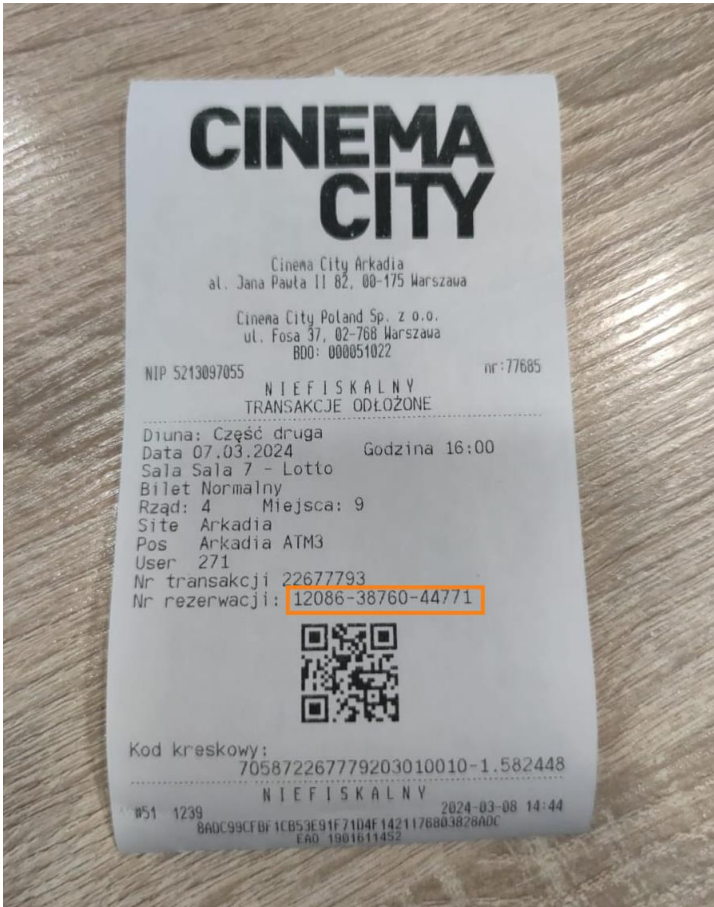 CINEMA
CITY
Cinema City Arkadia
al. Jana Pawła II 82, 00-175 Warszawa
Cinema City Poland Sp. z o.o.
ul. Fosa 37, 02-768 Warszawa
BDO: 000051022
NIP 5213097055 nr:77685
NIEFISKALNY
TRANSAKCJE ODŁOŻONE
Diuna: Część druga
Data 07.03.2024 Godzina 16:00
Sala Sala 7 - Lotto
Bilet Normalny
Rząd: 4 Miejsca: 9
Site Arkadia
Pos Arkadia ATM3
User 271
Nr transakcji 22677793
Nr rezerwacji: 12086-38760-44771
Kod kreskowy:
7058722677779203010010-1.582448
NIEFISKALNY
#51 1239 2024-03-08 14:44
BADC99CFBF1CB53E91F71D4F1421176803828ADC
EAO 1901611452